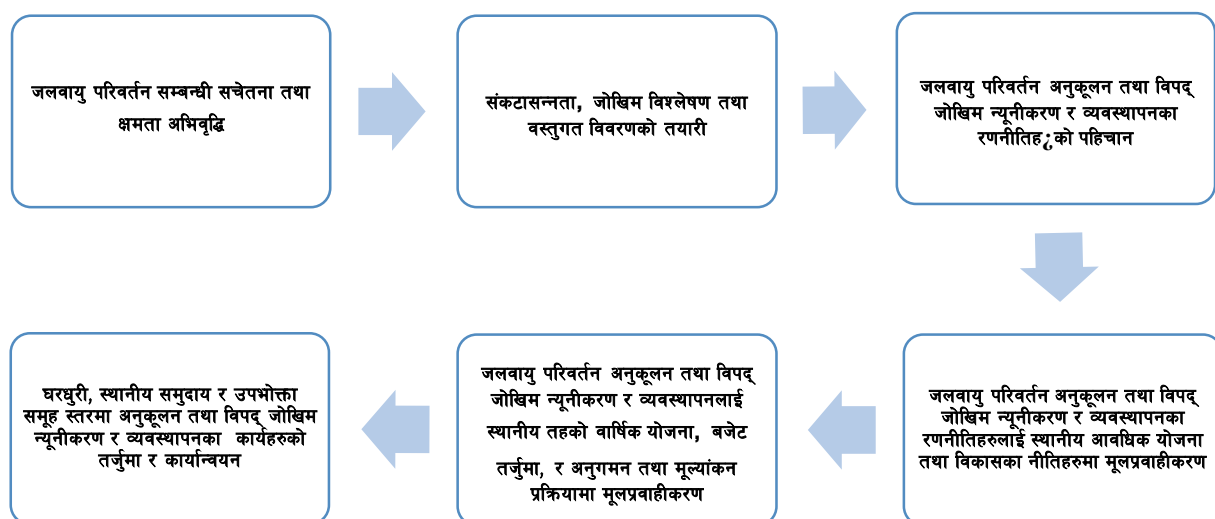 जलवायु परिवर्तन सम्बन्धी सचेतना तथा
क्षमता अभिवृद्धि
संकटासन्नता, जोखिम विश्लेषण तथा
वस्तुगत विवरणको तयारी
जलवायु परिवर्तन अनुकूलन तथा विपद्
जोखिम न्यूनीकरण र व्यवस्थापनका
रणनीतिह¿को पहिचान
जलवायु परिवर्तन अनुकूलन तथा विपद्
जोखिम न्यूनीकरण र व्यवस्थापनका
रणनीतिहरुलाई स्थानीय आवधिक योजना
तथा विकासका नीतिहरुमा मूलप्रवाहीकरण
जलवायु परिवर्तन अनुकूलन तथा विपद्
जोखिम न्यूनीकरण र व्यवस्थापनलाई
स्थानीय तहको वार्षिक योजना, बजेट
तर्जुमा, र अनुगमन तथा मूल्यांकन
प्रक्रियामा मूलप्रवाहीकरण
घरधुरी, स्थानीय समुदाय र उपभोक्ता
समूह स्तरमा अनुकूलन तथा विपद् जोखिम
न्यूनीकरण र व्यवस्थापनका कार्यहरुको
तर्जुमा र कार्यान्वयन